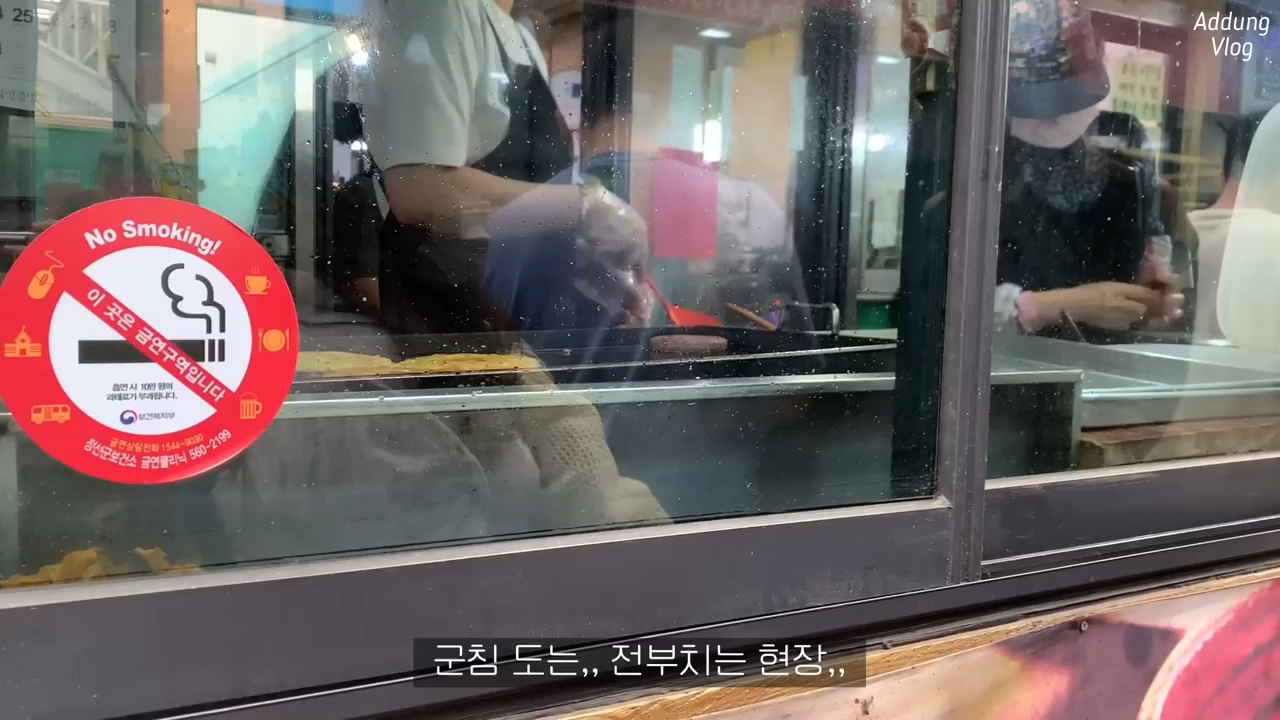 Addung
Vlog
25
No Smoking!
이 곳은 금연구역입니다
흡연 시 10만 원의
과태료가 부과됩니다.
보건복지부
금연상담전화 1544-9030
청산군보건소 금연클리닉 560-2199
군침 도는,, 전부치는 현장,,